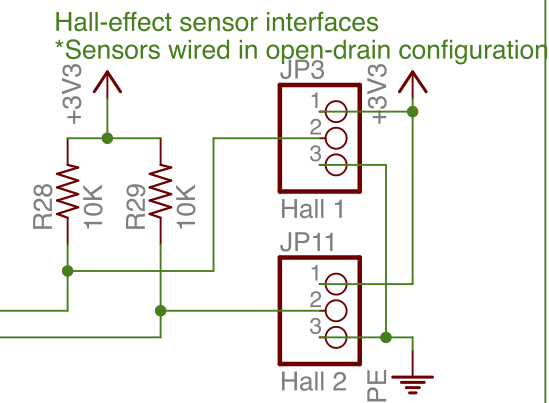 Hall-effect sensor interfaces
*Sensors wired in open-drain configuration
+3V3
JP3
+3V3
1
2
3
R28
10K
R29
10K
Hall 1
JP11
1
2
3
Hall 2
PE